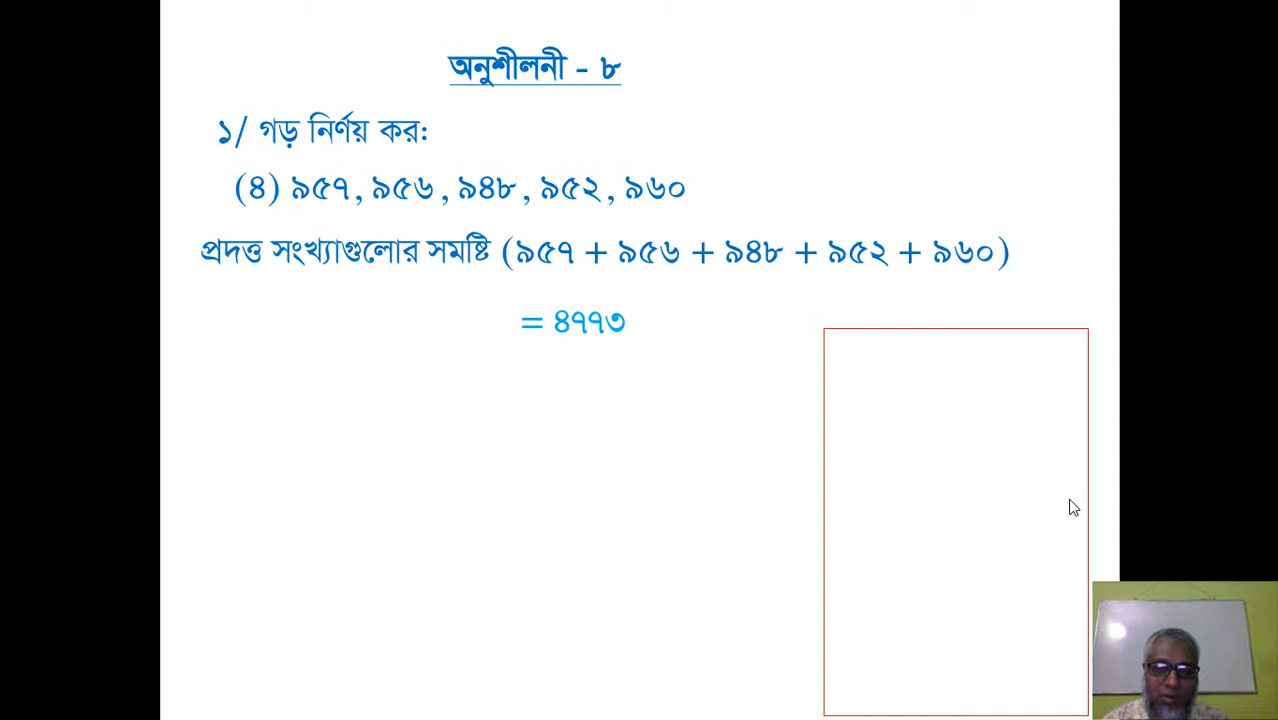 অনুশীলনী - ৮
১/ গড় নির্ণয় কর:
(৪) ৯৫৭, ৯৫৬, ৯৪৮, ৯৫২, ৯৬০
প্রদত্ত সংখ্যাগুলোর সমষ্টি (৯৫৭ + ৯৫৬ + ৯৪৮ + ৯৫২ + ৯৬০)
= ৪৭৭৩